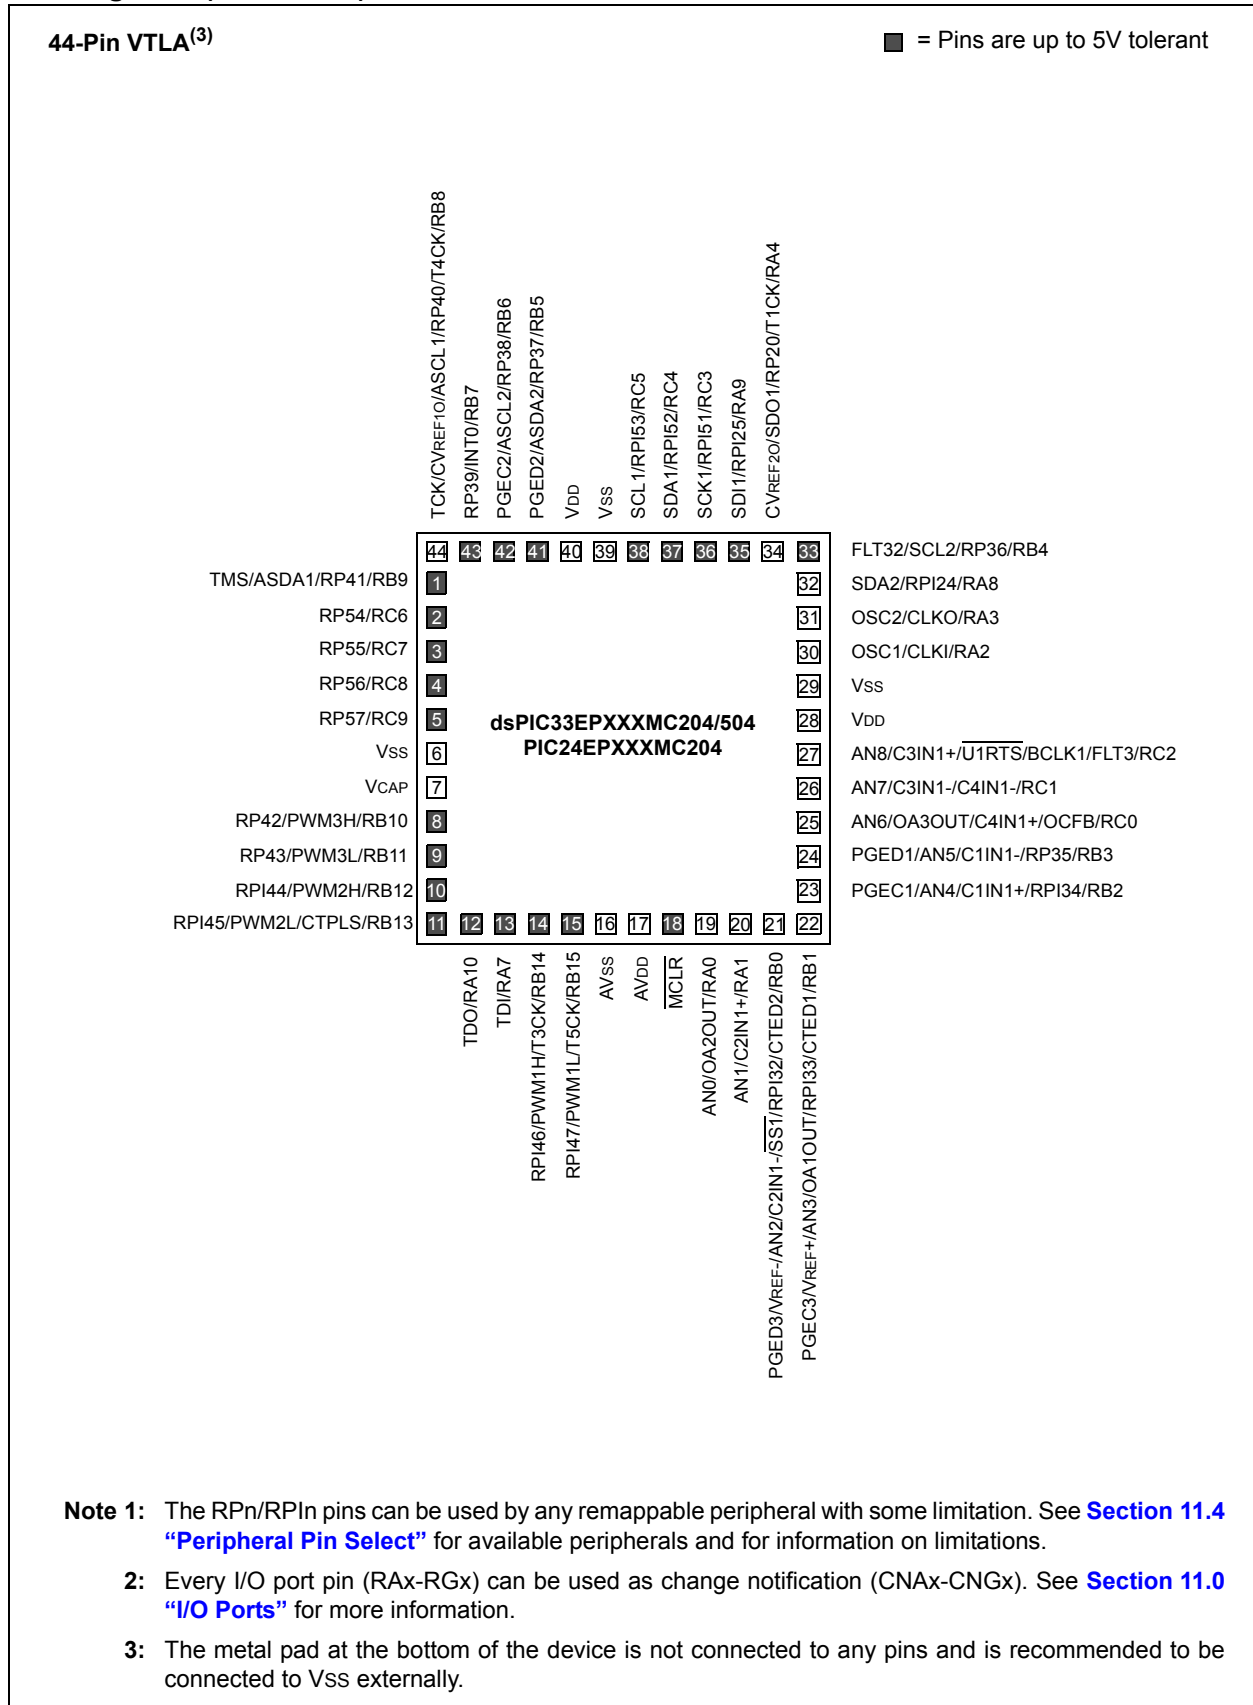 44-Pin VTLA(3)
= Pins are up to 5V tolerant
TCK/CVREF1O/ASCL1/RP40/T4CK/RB8
RP39/INT0/RB7
PGEC2/ASCL2/RP38/RB6
PGED2/ASDA2/RP37/RB5
VDD
VSS
SCL1/RPI53/RC5
SDA1/RPI52/RC4
SCK1/RPI51/RC3
SDI1/RPI25/RA9
CVREF2O/SDO1/RP20/T1CK/RA4
44 43 42 41 40 39 38 37 36 35 34 33 FLT32/SCL2/RP36/RB4
TMS/ASDA1/RP41/RB9 1
32 SDA2/RPI24/RA8
RP54/RC6 2
31 OSC2/CLKO/RA3
RP55/RC7 3
30 OSC1/CLKI/RA2
RP56/RC8 4
29 VSS
RP57/RC9 5
dsPIC33EPXXXMC204/504
28 VDD
PIC24EPXXXMC204
VSS 6
27 AN8/C3IN1+/U1RTS/BCLK1/FLT3/RC2
VCAP 7
26 AN7/C3IN1-/C4IN1-/RC1
RP42/PWM3H/RB10 8
25 AN6/OA3OUT/C4IN1+/OCFB/RC0
RP43/PWM3L/RB11 9
24 PGED1/AN5/C1IN1-/RP35/RB3
RPI44/PWM2H/RB12 10
23 PGEC1/AN4/C1IN1+/RPI34/RB2
RPI45/PWM2L/CTPLS/RB13 11 12 13 14 15 16 17 18 19 20 21 22
TDO/RA10
TDI/RA7
RPI46/PWM1H/T3CK/RB14
RPI47/PWM1L/T5CK/RB15
AVSS
AVDD
MCLR
AN0/OA2OUT/RA0
AN1/C2IN1+/RA1
PGED3/VREF-/AN2/C2IN1-/SS1/RPI32/CTED2/RB0
PGEC3/VREF+/AN3/OA1OUT/RPI33/CTED1/RB1
Note 1: The RPn/RPIn pins can be used by any remappable peripheral with some limitation. See Section 11.4
“Peripheral Pin Select” for available peripherals and for information on limitations.
2: Every I/O port pin (RAx-RGx) can be used as change notification (CNAx-CNGx). See Section 11.0
“I/O Ports” for more information.
3: The metal pad at the bottom of the device is not connected to any pins and is recommended to be
connected to VSS externally.